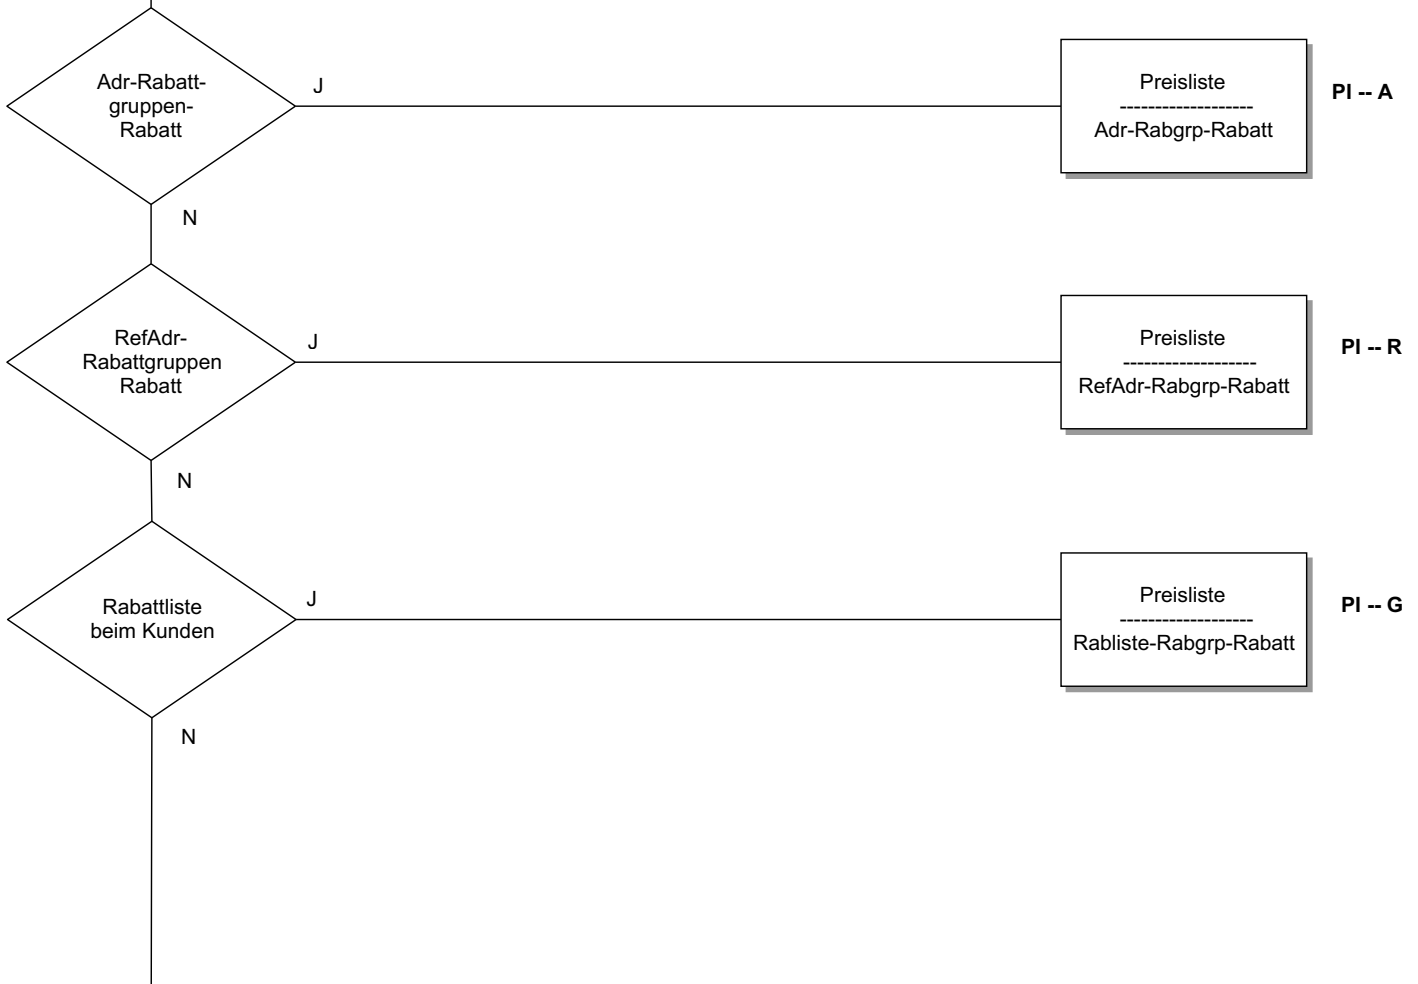 Adr-Rabatt-
gruppen-
Rabatt
J
Preisliste
-------------------
Adr-Rabgrp-Rabatt
PI -- A
N
RefAdr-
Rabattgruppen
Rabatt
J
Preisliste
-------------------
RefAdr-Rabgrp-Rabatt
PI -- R
N
Rabattliste
beim Kunden
J
Preisliste
-------------------
Rabliste-Rabgrp-Rabatt
PI -- G
N